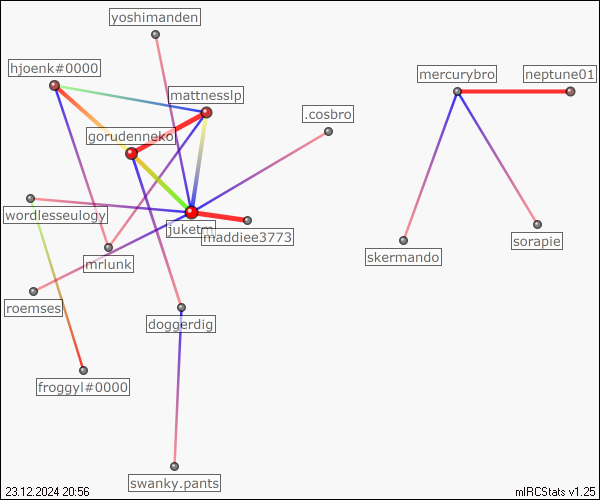 yoshimanden
hjoenk#0000
mercurybro
neptune01
mattnesslp
.cosbro
gorudenneko
wordlesseulogy
maddiee3773
sorapie
skermando
mrlunk
roemses
doggerdig
froggyl#0000
swanky.pants
23.12.2024 20:56
mIRCStats v1.25